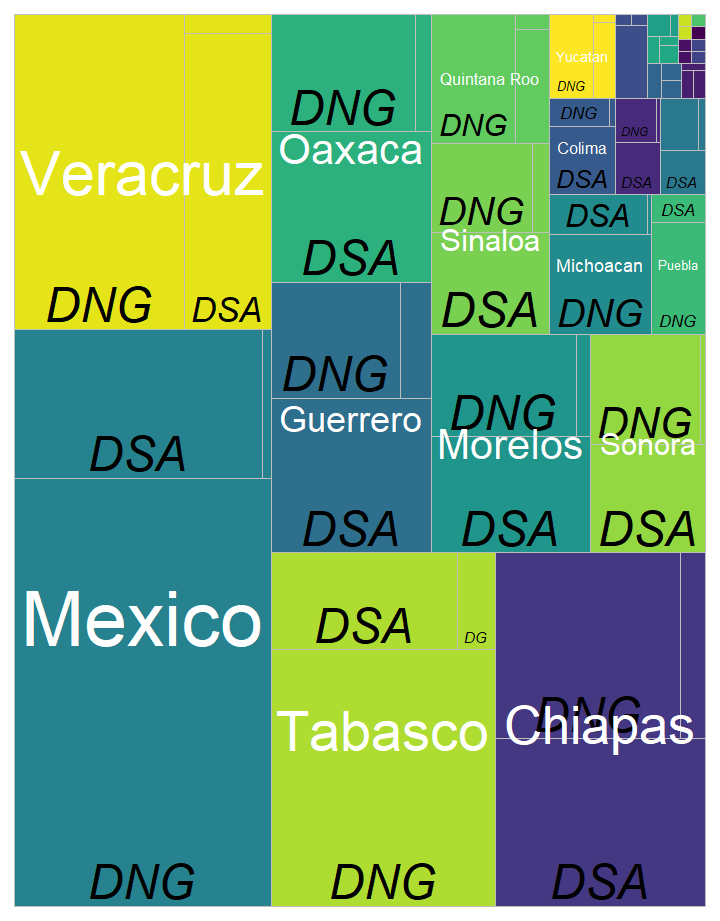 Veracruz
DNG
DSA
DNG
Oaxaca
DSA
Quintana Roo
DNG
Yucatan
DNG
DNG
Colima
DSA
DNG
DSA
DSA
DNG
Sinaloa
DSA
DSA
Michoacan
DNG
DSA
Puebla
DNG
DSA
Mexico
DNG
DNG
Guerrero
DSA
DNG
Morelos
DSA
DNG
Sonora
DSA
DSA
DG
Tabasco
DNG
DNG
Chiapas
DSA